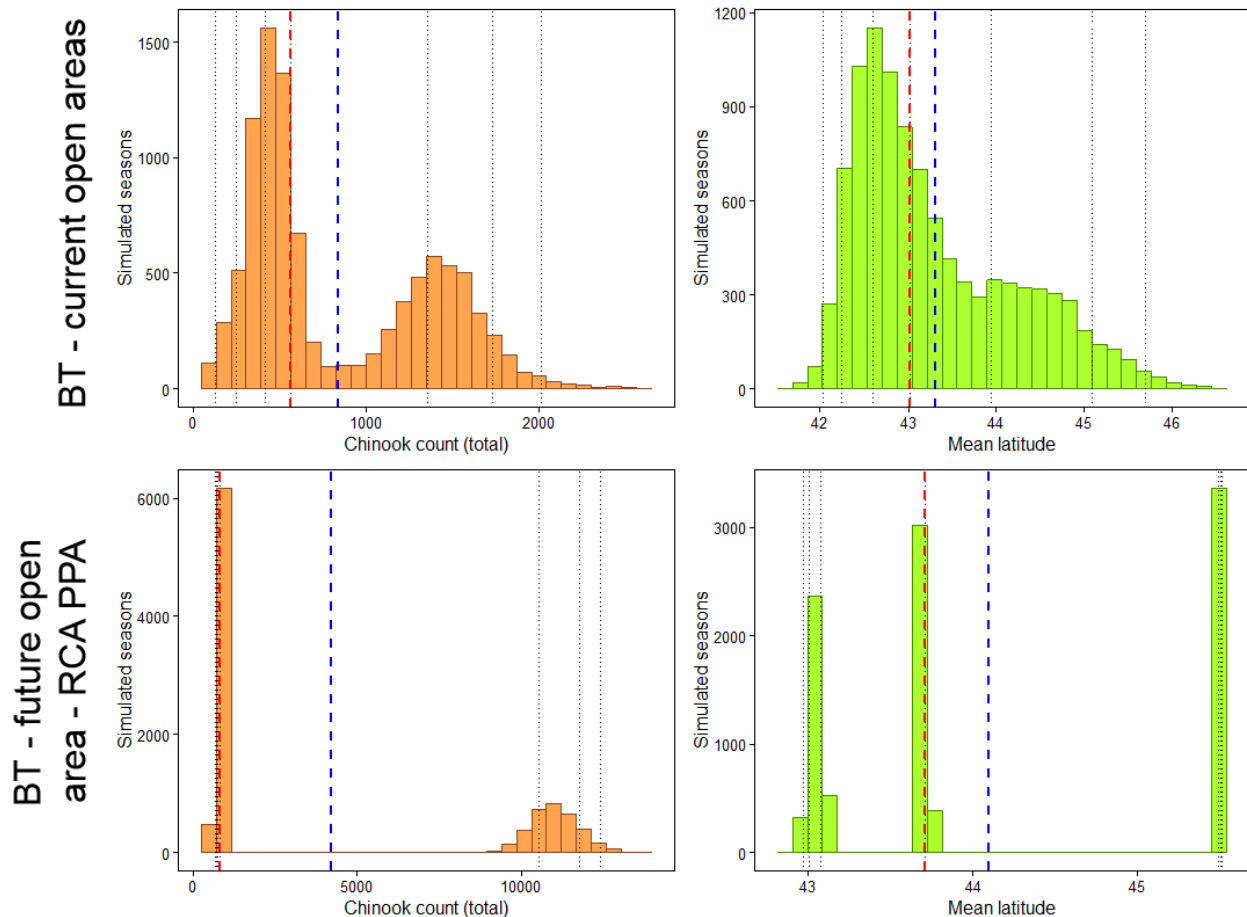 BT - current open areas
Simulated seasons
1500
1000
500
0
0
1000
2000
Chinook count (total)
Simulated seasons
1200
900
600
300
0
42
43
44
45
46
Mean latitude
BT - future open
area - RCA PPA
Simulated seasons
6000
4000
2000
0
0
5000
10000
Chinook count (total)
Simulated seasons
3000
2000
1000
0
43
44
45
Mean latitude